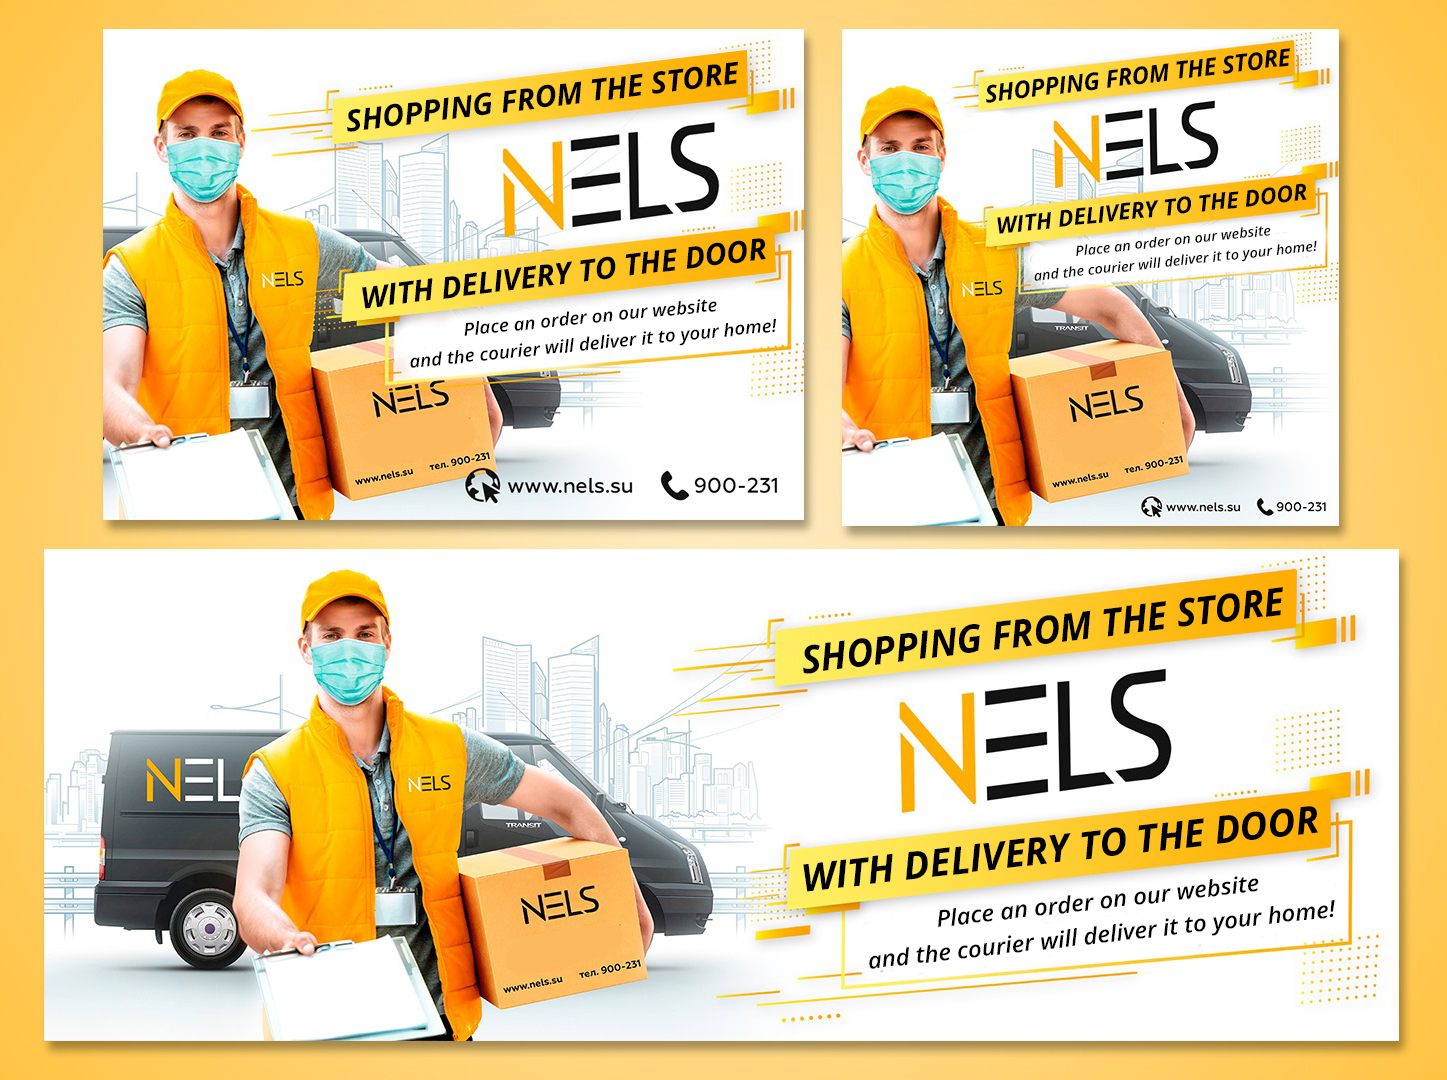 SHOPPING FROM THE STORE
NELS
WITH DELIVERY TO THE DOOR
Place an order on our website
and the courier will deliver it to your home!
NELS
NELS
www.nels.su тел. 900-231
www.nels.su 900-231
SHOPPING FROM THE STORE
NELS
WITH DELIVERY TO THE DOOR
Place an order on our website
and the courier will deliver it to your home!
NELS
TRANSIT
NELS
www.nels.su тел. 900-231
www.nels.su 900-231
SHOPPING FROM THE STORE
NELS
WITH DELIVERY TO THE DOOR
Place an order on our website
and the courier will deliver it to your home!
NEL
NELS
TRANSIT
NELS
www.nels.su тел. 900-231